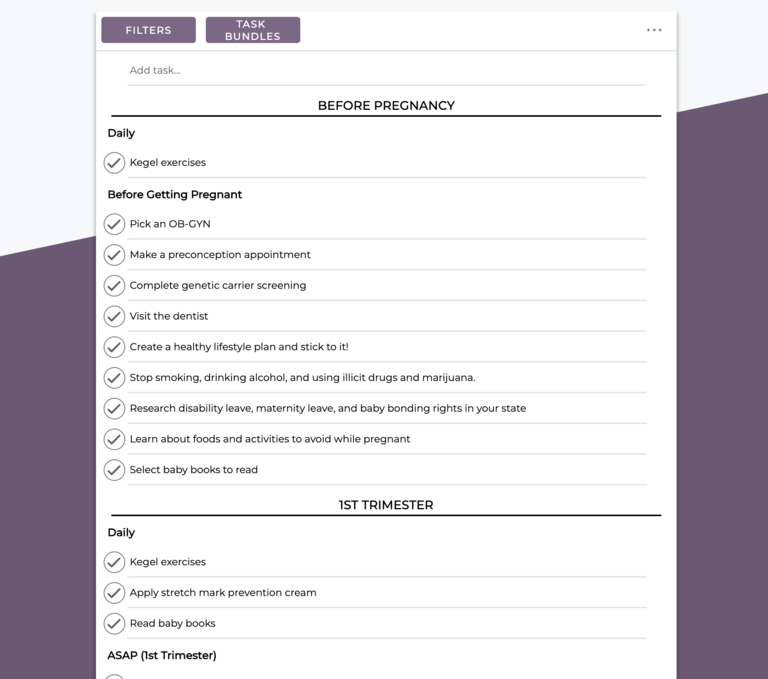 FILTERS
TASK
BUNDLES
Add task...
BEFORE PREGNANCY
Daily
Kegel exercises
Before Getting Pregnant
Pick an OB-GYN
Make a preconception appointment
Complete genetic carrier screening
Visit the dentist
Create a healthy lifestyle plan and stick to it!
Stop smoking, drinking alcohol, and using illicit drugs and marijuana.
Research disability leave, maternity leave, and baby bonding rights in your state
Learn about foods and activities to avoid while pregnant
Select baby books to read
1ST TRIMESTER
Daily
Kegel exercises
Apply stretch mark prevention cream
Read baby books
ASAP (1st Trimester)